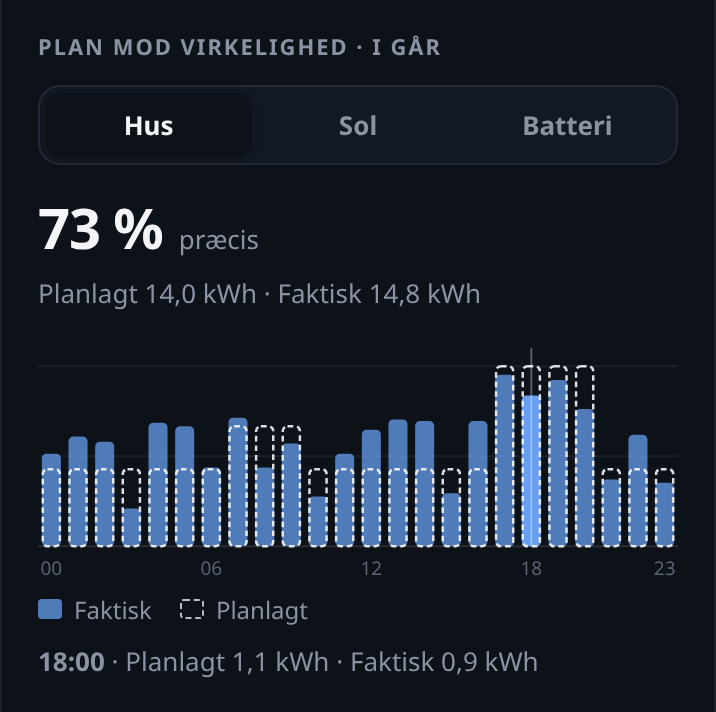 PLAN MOD VIRKELIGHED · I GÅR
Hus Sol Batteri
73 % præcis
Planlagt 14,0 kWh · Faktisk 14,8 kWh
00 06 12 18 23
Faktisk Planlagt
18:00 · Planlagt 1,1 kWh · Faktisk 0,9 kWh